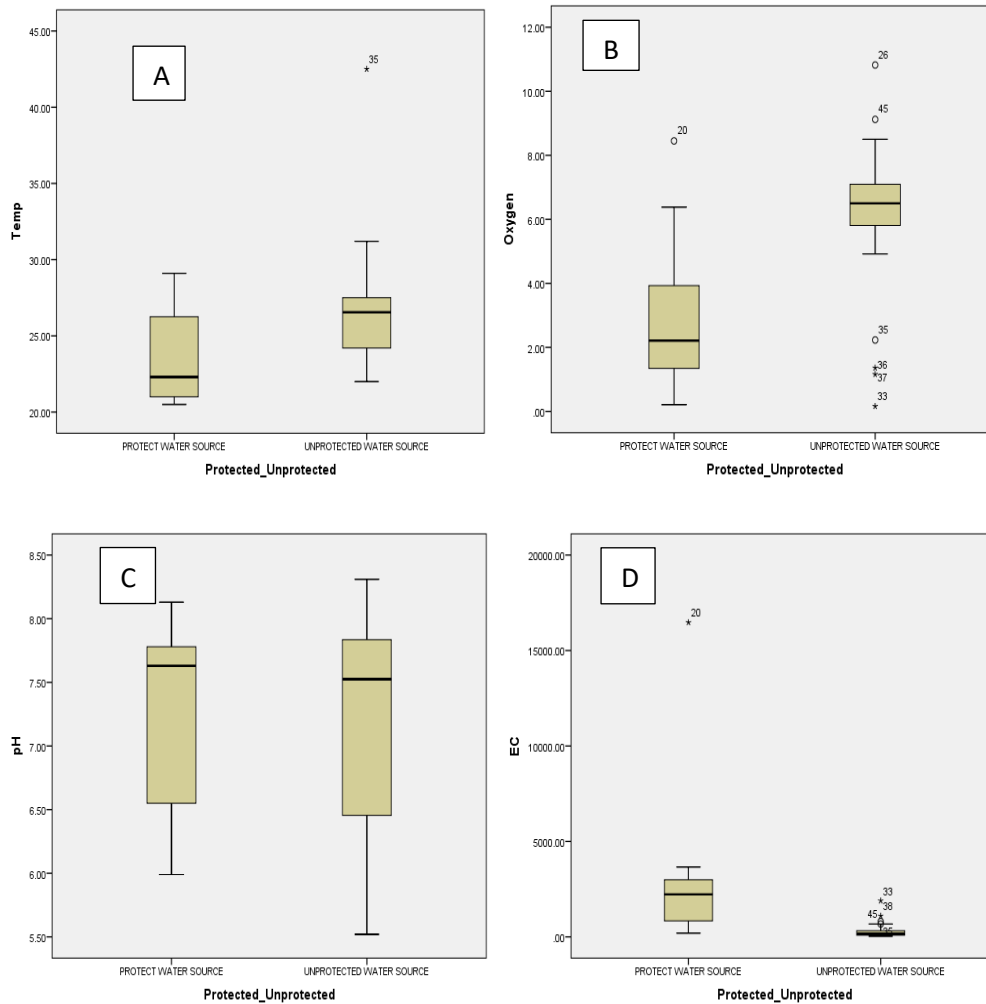 A
45.00
40.00
35.00
30.00
25.00
20.00
Temp
35
PROTECT WATER SOURCE
UNPROTECTED WATER SOURCE
Protected_Unprotected
B
12.00
10.00
8.00
6.00
4.00
2.00
.00
Oxygen
20
26
45
35
36
37
33
PROTECT WATER SOURCE
UNPROTECTED WATER SOURCE
Protected_Unprotected
C
8.50
8.00
7.50
7.00
6.50
6.00
5.50
pH
PROTECT WATER SOURCE
UNPROTECTED WATER SOURCE
Protected_Unprotected
D
20000.00
15000.00
10000.00
5000.00
.00
EC
20
33
38
45
35
PROTECT WATER SOURCE
UNPROTECTED WATER SOURCE
Protected_Unprotected